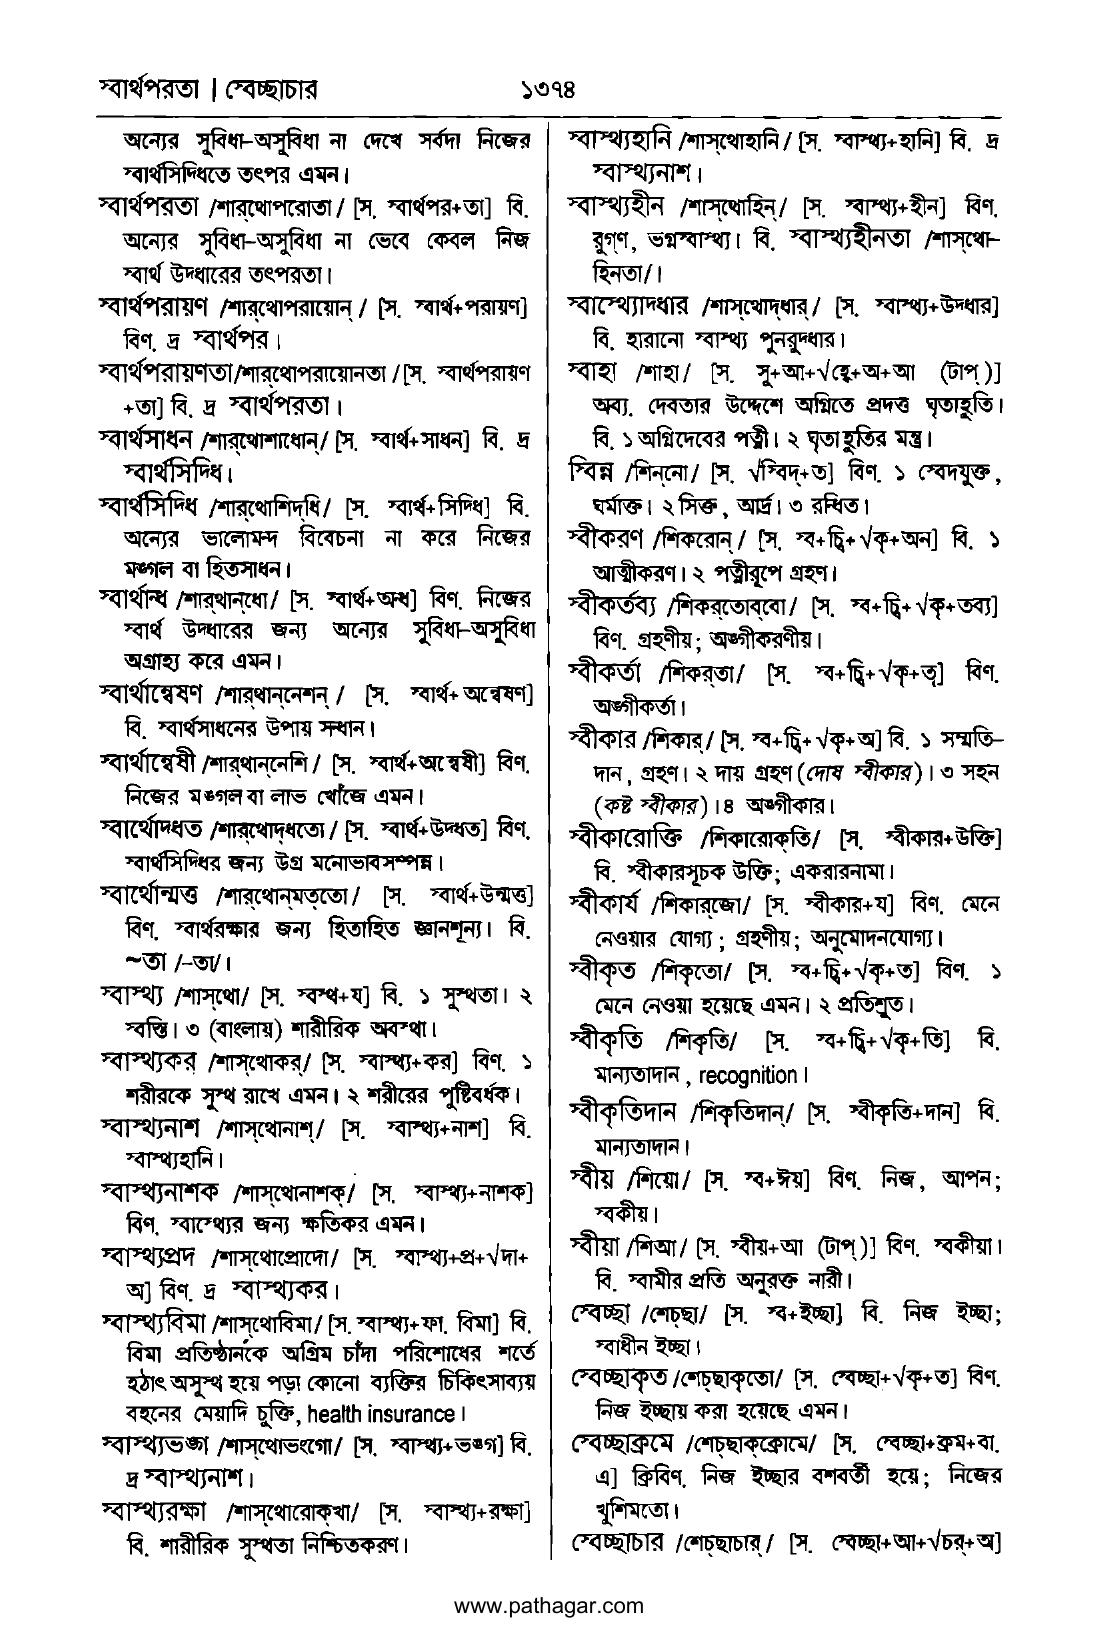 স্বার্থপরতা | স্বেচ্ছাচার
১৩৭৪
অন্যের সুবিধা-অসুবিধা না দেখে সর্বদা নিজের
স্বার্থসিদ্ধিতে তৎপর এমন।
স্বার্থপরতা /শার্‌থোপরোতা/ [স. স্বার্থপর+তা] বি.
অন্যের সুবিধা-অসুবিধা না ভেবে কেবল নিজ
স্বার্থ উদ্ধারের তৎপরতা।
স্বার্থপরায়ণ /শার্‌থোপরায়োন্‌/ [স. স্বার্থ+পরায়ণ]
বিণ. দ্র স্বার্থপর।
স্বার্থপরায়ণতা/শার্‌থোপরায়োনতা/[স. স্বার্থপরায়ণ
+তা] বি. দ্র স্বার্থপরতা।
স্বার্থসাধন /শার্‌থোশাধোন্‌/ [স. স্বার্থ+সাধন] বি. দ্র
স্বার্থসিদ্ধি।
স্বার্থসিদ্ধি /শার্‌থোশিদ্‌ধি/ [স. স্বার্থ+সিদ্ধি] বি.
অন্যের ভালোমন্দ বিবেচনা না করে নিজের
মঙ্গল বা হিতসাধন।
স্বার্থান্ধ /শার্‌থান্‌ধো/ [স. স্বার্থ+অন্ধ] বিণ. নিজের
স্বার্থ উদ্ধারের জন্য অন্যের সুবিধা-অসুবিধা
অগ্রাহ্য করে এমন।
স্বার্থান্বেষণ /শার্‌থান্‌নেশন্‌/ [স. স্বার্থ+অন্বেষণ]
বি. স্বার্থসাধনের উপায় সন্ধান।
স্বার্থান্বেষী /শার্‌থান্‌নেশি/ [স. স্বার্থ+অন্বেষী] বিণ.
নিজের মঙ্গল বা লাভ খোঁজে এমন।
স্বার্থোদ্ধত /শার্‌থোদ্‌ধতো/ [স. স্বার্থ+উদ্ধত] বিণ.
স্বার্থসিদ্ধির জন্য উগ্র মনোভাবসম্পন্ন।
স্বার্থোন্মত্ত /শার্‌থোন্‌মত্‌তো/ [স. স্বার্থ+উন্মত্ত]
বিণ. স্বার্থরক্ষার জন্য হিতাহিত জ্ঞানশূন্য। বি.
~তা /-তা/।
স্বাস্থ্য /শাস্‌থো/ [স. স্বস্থ+য] বি. ১ সুস্থতা। ২
স্বস্তি। ৩ (বাংলায়) শারীরিক অবস্থা।
স্বাস্থ্যকর /শাস্‌থোকর্‌/ [স. স্বাস্থ্য+কর] বিণ. ১
শরীরকে সুস্থ রাখে এমন। ২ শরীরের পুষ্টিবর্ধক।
স্বাস্থ্যনাশ /শাস্‌থোনাশ্‌/ [স. স্বাস্থ্য+নাশ] বি.
স্বাস্থ্যহানি।
স্বাস্থ্যনাশক /শাস্‌থোনাশক্‌/ [স. স্বাস্থ্য+নাশক]
বিণ. স্বাস্থ্যের জন্য ক্ষতিকর এমন।
স্বাস্থ্যপ্রদ /শাস্‌থোপ্রোদো/ [স. স্বাস্থ্য+প্র+√দা+
অ] বিণ. দ্র স্বাস্থ্যকর।
স্বাস্থ্যবিমা /শাস্‌থোবিমা/ [স. স্বাস্থ্য+ফা. বিমা] বি.
বিমা প্রতিষ্ঠানকে অগ্রিম চাঁদা পরিশোধের শর্তে
হঠাৎ অসুস্থ হয়ে পড়া কোনো ব্যক্তির চিকিৎসাব্যয়
বহনের মেয়াদি চুক্তি, health insurance।
স্বাস্থ্যভঙ্গ /শাস্‌থোভংগো/ [স. স্বাস্থ্য+ভঙ্গ] বি.
দ্র স্বাস্থ্যনাশ।
স্বাস্থ্যরক্ষা /শাস্‌থোরোক্‌খা/ [স. স্বাস্থ্য+রক্ষা]
বি. শারীরিক সুস্থতা নিশ্চিতকরণ।
স্বাস্থ্যহানি /শাস্‌থোহানি/ [স. স্বাস্থ্য+হানি] বি. দ্র
স্বাস্থ্যনাশ।
স্বাস্থ্যহীন /শাস্‌থোহিন্‌/ [স. স্বাস্থ্য+হীন] বিণ.
রুগ্‌ণ, ভগ্নস্বাস্থ্য। বি. স্বাস্থ্যহীনতা /শাস্‌থো-
হিনতা/।
স্বাস্থ্যোদ্ধার /শাস্‌থোদ্‌ধার্‌/ [স. স্বাস্থ্য+উদ্ধার]
বি. হারানো স্বাস্থ্য পুনরুদ্ধার।
স্বাহা /শাহা/ [স. সু+আ+√হ্বে+অ+আ (টাপ্‌)]
অব্য. দেবতার উদ্দেশে অগ্নিতে প্রদত্ত ঘৃতাহুতি।
বি. ১ অগ্নিদেবের পত্নী। ২ ঘৃতাহুতির মন্ত্র।
স্বিন্ন /শিন্‌নো/ [স. √স্বিদ্‌+ত] বিণ. ১ স্বেদযুক্ত,
ঘর্মাক্ত। ২ সিক্ত, আর্দ্র। ৩ রন্ধিত।
স্বীকরণ /শিকরোন্‌/ [স. স্ব+চ্বি+√কৃ+অন] বি. ১
আত্মীকরণ। ২ পত্নীরূপে গ্রহণ।
স্বীকর্তব্য /শিকর্‌তোব্‌বো/ [স. স্ব+চ্বি+√কৃ+তব্য]
বিণ. গ্রহণীয়; অঙ্গীকরণীয়।
স্বীকর্তা /শিকর্‌তা/ [স. স্ব+চ্বি+√কৃ+তৃ] বিণ.
অঙ্গীকর্তা।
স্বীকার /শিকার্‌/ [স. স্ব+চ্বি+√কৃ+অ] বি. ১ সম্মতি-
দান, গ্রহণ। ২ দায় গ্রহণ (দোষ স্বীকার)। ৩ সহন
(কষ্ট স্বীকার)।৪ অঙ্গীকার।
স্বীকারোক্তি /শিকারোক্‌তি/ [স. স্বীকার+উক্তি]
বি. স্বীকারসূচক উক্তি; একরারনামা।
স্বীকার্য /শিকার্‌জো/ [স. স্বীকার+য] বিণ. মেনে
নেওয়ার যোগ্য; গ্রহণীয়; অনুমোদনযোগ্য।
স্বীকৃত /শিকৃতো/ [স. স্ব+চ্বি+√কৃ+ত] বিণ. ১
মেনে নেওয়া হয়েছে এমন। ২ প্রতিশ্রুত।
স্বীকৃতি /শিকৃতি/ [স. স্ব+চ্বি+√কৃ+তি] বি.
মান্যতাদান, recognition।
স্বীকৃতিদান /শিকৃতিদান্‌/ [স. স্বীকৃতি+দান] বি.
মান্যতাদান।
স্বীয় /শিয়ো/ [স. স্ব+ঈয়] বিণ. নিজ, আপন;
স্বকীয়।
স্বীয়া /শিআ/ [স. স্বীয়+আ (টাপ্‌)] বিণ. স্বকীয়া।
বি. স্বামীর প্রতি অনুরক্ত নারী।
স্বেচ্ছা /শেচ্‌ছা/ [স. স্ব+ইচ্ছা] বি. নিজ ইচ্ছা;
স্বাধীন ইচ্ছা।
স্বেচ্ছাকৃত /শেচ্‌ছাকৃতো/ [স. স্বেচ্ছা+√কৃ+ত] বিণ.
নিজ ইচ্ছায় করা হয়েছে এমন।
স্বেচ্ছাক্রমে /শেচ্‌ছাক্‌ক্রোমে/ [স. স্বেচ্ছা+ক্রম+বা.
এ] ক্রিবিণ. নিজ ইচ্ছার বশবর্তী হয়ে; নিজের
খুশিমতো।
স্বেচ্ছাচার /শেচ্‌ছাচার্‌/ [স. স্বেচ্ছা+আ+√চর্‌+অ]
www.pathagar.com